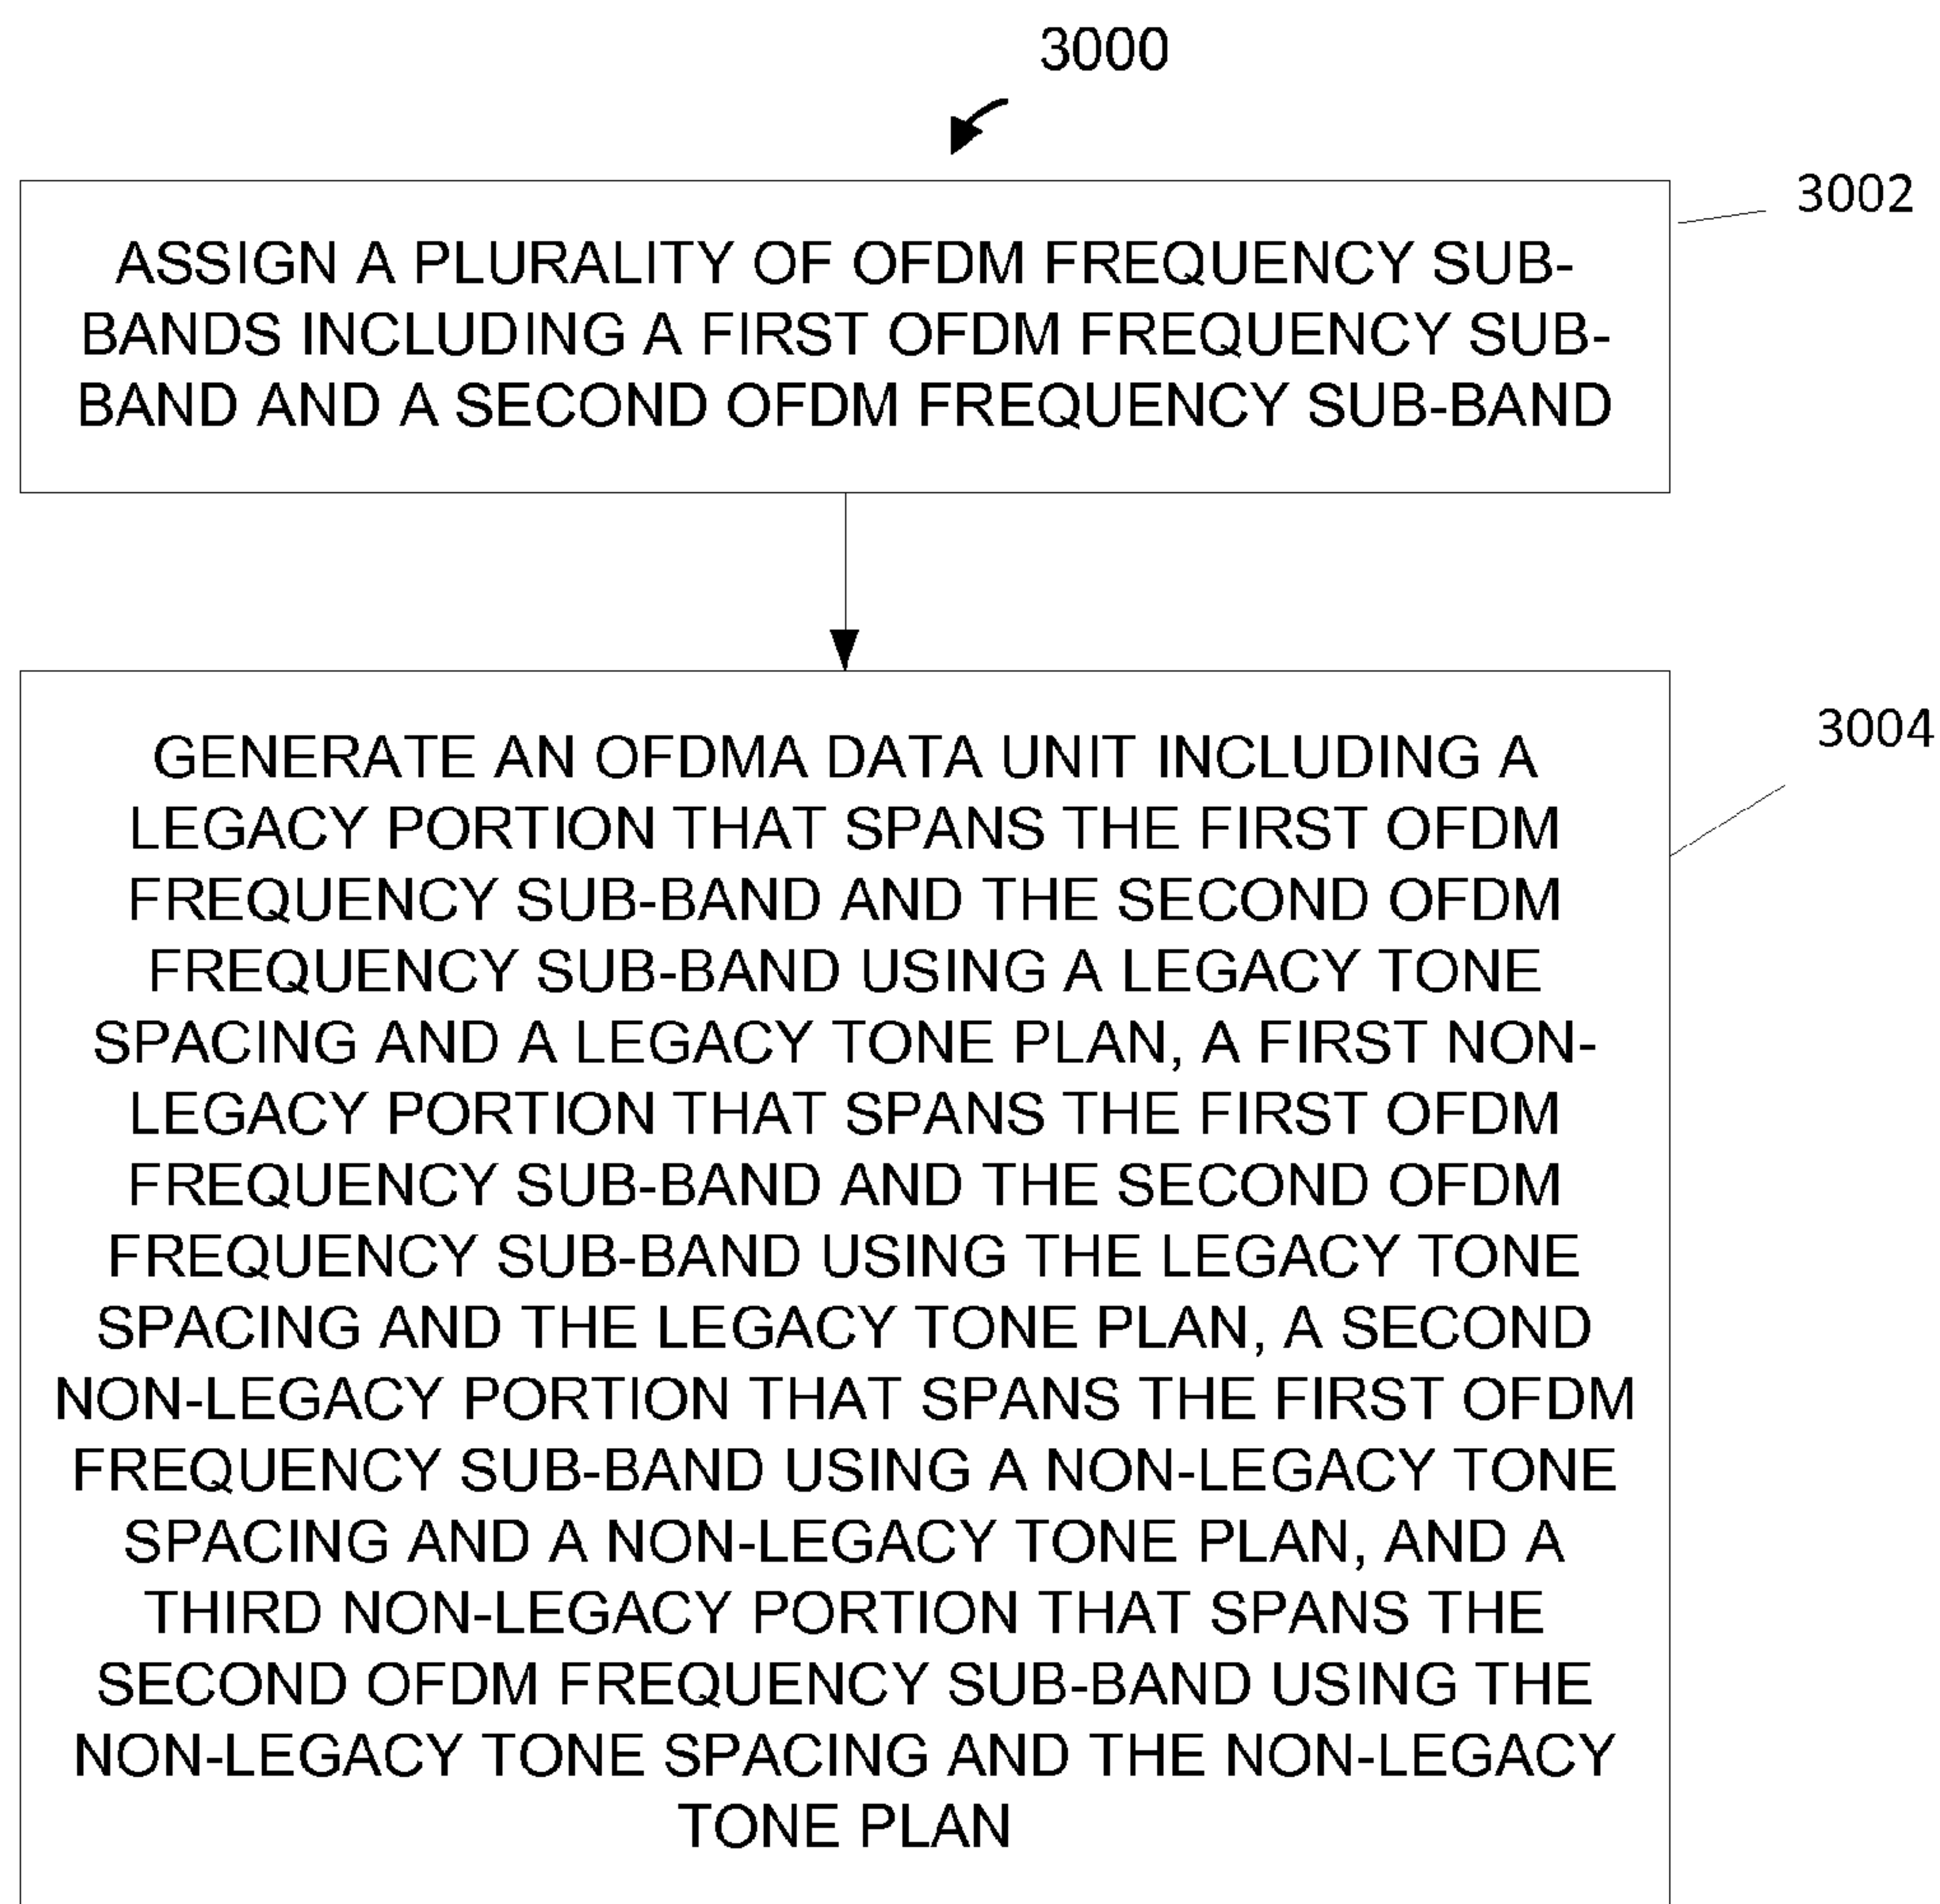 3000
3002
ASSIGN A PLURALITY OF OFDM FREQUENCY SUB-
BANDS INCLUDING A FIRST OFDM FREQUENCY SUB-
BAND AND A SECOND OFDM FREQUENCY SUB-BAND
3004
GENERATE AN OFDMA DATA UNIT INCLUDING A
LEGACY PORTION THAT SPANS THE FIRST OFDM
FREQUENCY SUB-BAND AND THE SECOND OFDM
FREQUENCY SUB-BAND USING A LEGACY TONE
SPACING AND A LEGACY TONE PLAN, A FIRST NON-
LEGACY PORTION THAT SPANS THE FIRST OFDM
FREQUENCY SUB-BAND AND THE SECOND OFDM
FREQUENCY SUB-BAND USING THE LEGACY TONE
SPACING AND THE LEGACY TONE PLAN, A SECOND
NON-LEGACY PORTION THAT SPANS THE FIRST OFDM
FREQUENCY SUB-BAND USING A NON-LEGACY TONE
SPACING AND A NON-LEGACY TONE PLAN, AND A
THIRD NON-LEGACY PORTION THAT SPANS THE
SECOND OFDM FREQUENCY SUB-BAND USING THE
NON-LEGACY TONE SPACING AND THE NON-LEGACY
TONE PLAN